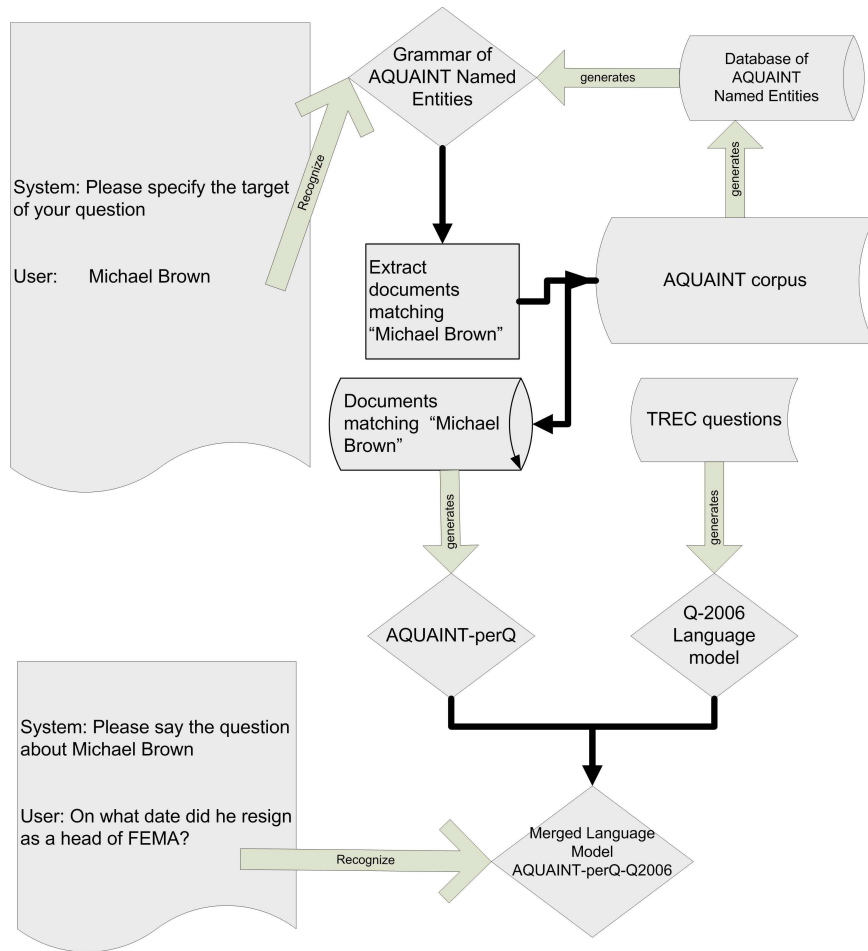 Grammar of
AQUAINT Named
Entities
generates
Database of
AQUAINT
Named Entities
Recognize
generates
System: Please specify the target
of your question
User: Michael Brown
Extract
documents
matching
“Michael Brown”
AQUAINT corpus
Documents
matching “Michael
Brown”
TREC questions
generates
generates
AQUAINT-perQ
Q-2006
Language
model
System: Please say the question
about Michael Brown
User: On what date did he resign
as a head of FEMA?
Recognize
Merged Language
Model
AQUAINT-perQ-Q2006